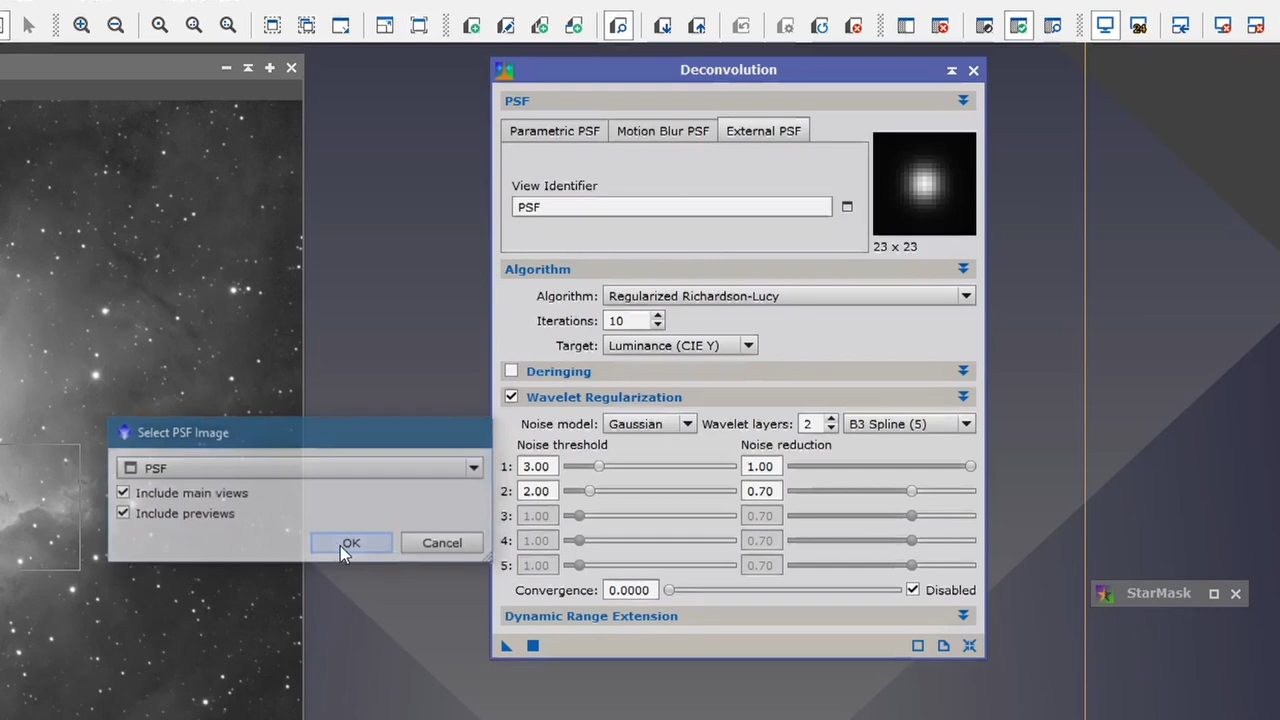 24
Deconvolution
PSF
Parametric PSF
Motion Blur PSF
External PSF
View Identifier
PSF
23 x 23
Algorithm
Algorithm: Regularized Richardson-Lucy
Iterations: 10
Target: Luminance (CIE Y)
Deringing
Wavelet Regularization
Noise model: Gaussian Wavelet layers: 2 B3 Spline (5)
Noise threshold Noise reduction
1: 3.00 1.00
2: 2.00 0.70
3: 1.00 0.70
4: 1.00 0.70
5: 1.00 0.70
Convergence: 0.0000 Disabled
Dynamic Range Extension
Select PSF Image
PSF
Include main views
Include previews
OK Cancel
StarMask